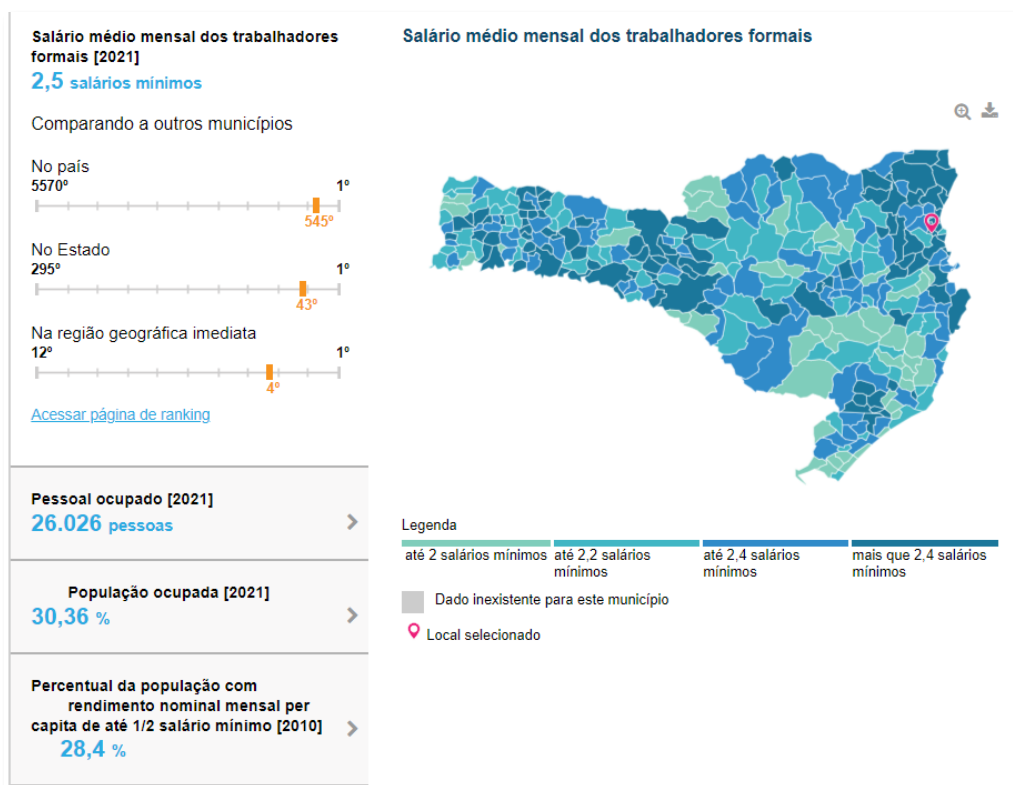 Salário médio mensal dos trabalhadores
formais [2021]
2,5 salários mínimos
Comparando a outros municípios
No país
5570º 1º
545º
No Estado
295º 1º
43º
Na região geográfica imediata
12º 1º
4º
Acessar página de ranking
Pessoal ocupado [2021]
26.026 pessoas
População ocupada [2021]
30,36 %
Percentual da população com
rendimento nominal mensal per
capita de até 1/2 salário mínimo [2010]
28,4 %
Salário médio mensal dos trabalhadores formais
Legenda
até 2 salários mínimos
até 2,2 salários
mínimos
até 2,4 salários
mínimos
mais que 2,4 salários
mínimos
Dado inexistente para este município
Local selecionado